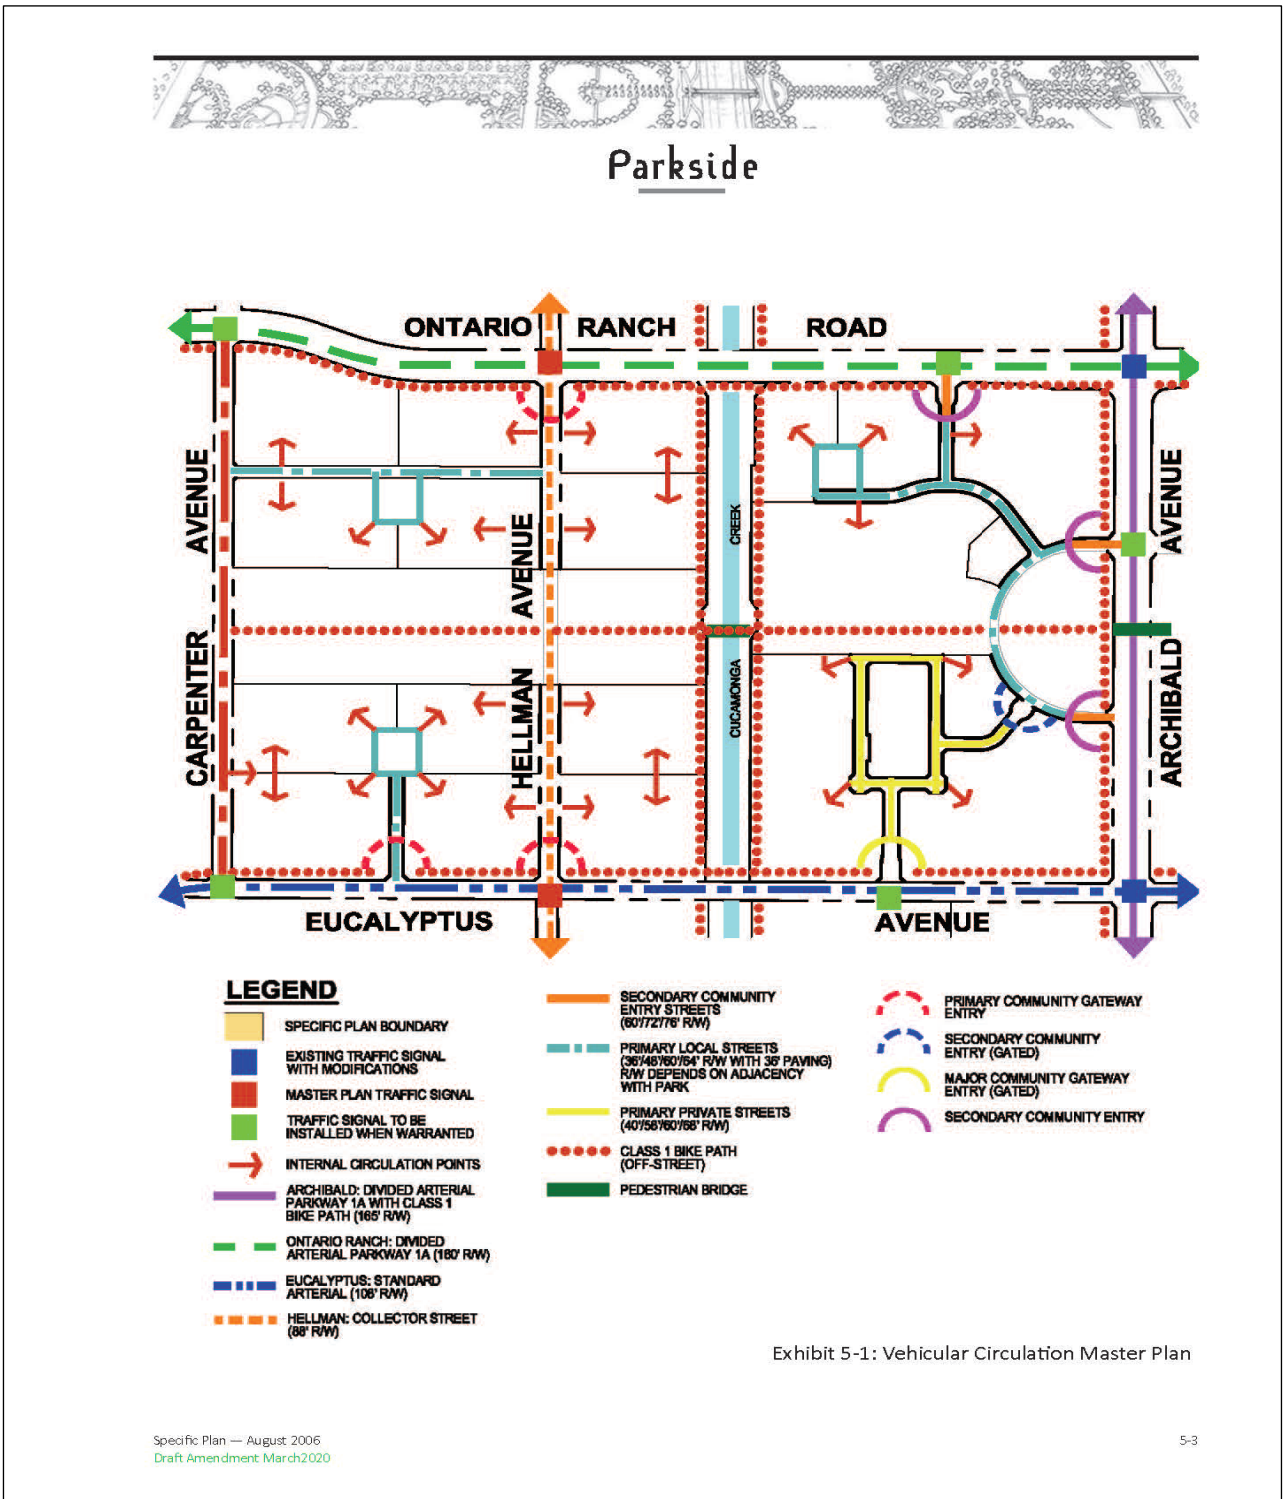 Parkside
ONTARIO RANCH ROAD
AVENUE
CARPENTER
AVENUE
HELLMAN
CREEK
CUCAMONGA
AVENUE
ARCHIBALD
EUCALYPTUS AVENUE
LEGEND
SPECIFIC PLAN BOUNDARY
EXISTING TRAFFIC SIGNAL
WITH MODIFICATIONS
MASTER PLAN TRAFFIC SIGNAL
TRAFFIC SIGNAL TO BE
INSTALLED WHEN WARRANTED
INTERNAL CIRCULATION POINTS
ARCHIBALD: DIVIDED ARTERIAL
PARKWAY 1A WITH CLASS 1
BIKE PATH (165' R/W)
ONTARIO RANCH: DIVIDED
ARTERIAL PARKWAY 1A (160' R/W)
EUCALYPTUS: STANDARD
ARTERIAL (108' R/W)
HELLMAN: COLLECTOR STREET
(88' R/W)
SECONDARY COMMUNITY
ENTRY STREETS
(60'/72'/76' R/W)
PRIMARY LOCAL STREETS
(36'/48'/60'/64' R/W WITH 36' PAVING)
R/W DEPENDS ON ADJACENCY
WITH PARK
PRIMARY PRIVATE STREETS
(40'/58'/60'/68' R/W)
CLASS 1 BIKE PATH
(OFF-STREET)
PEDESTRIAN BRIDGE
PRIMARY COMMUNITY GATEWAY
ENTRY
SECONDARY COMMUNITY
ENTRY (GATED)
MAJOR COMMUNITY GATEWAY
ENTRY (GATED)
SECONDARY COMMUNITY ENTRY
Exhibit 5-1: Vehicular Circulation Master Plan
Specific Plan — August 2006
Draft Amendment March2020
5-3